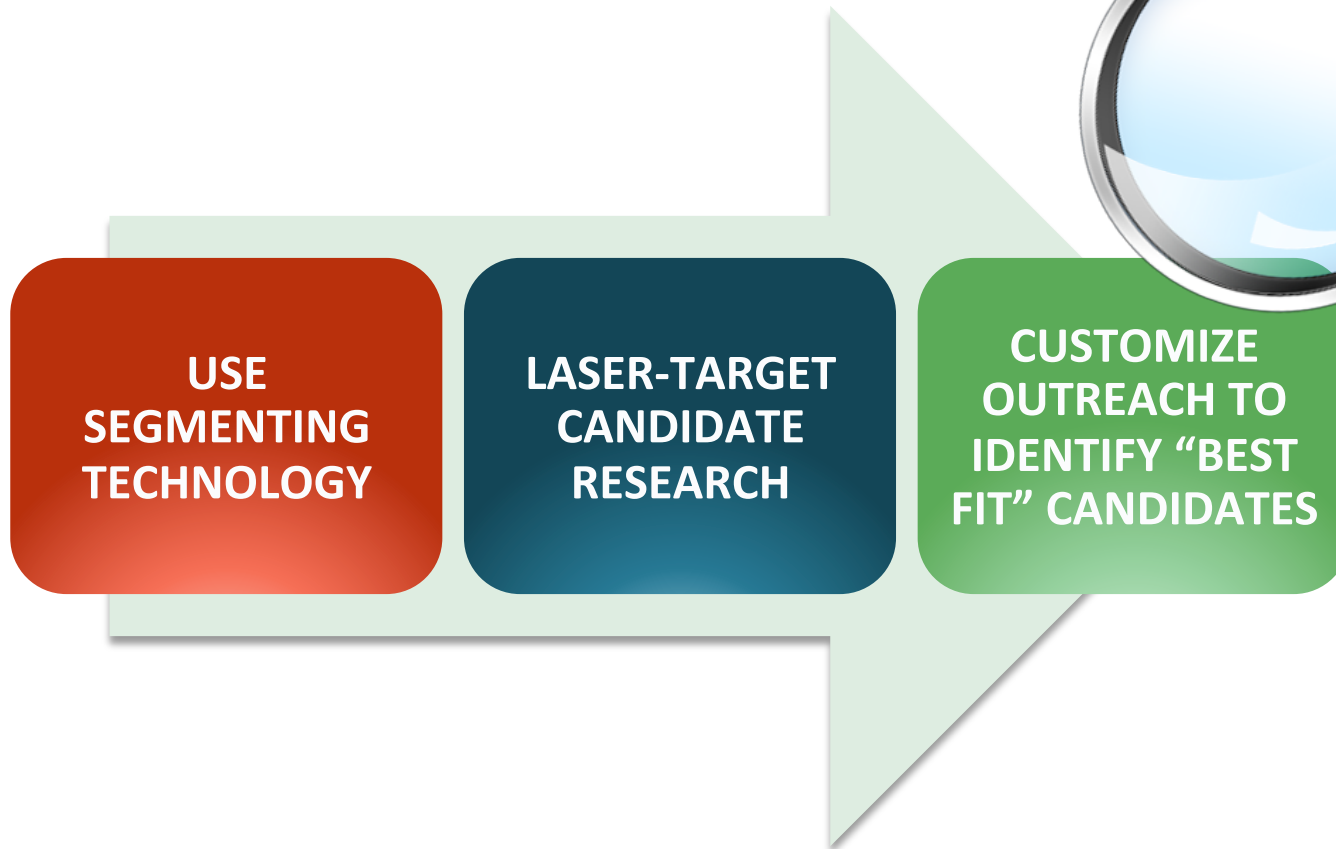 USE
SEGMENTING
TECHNOLOGY
LASER-TARGET
CANDIDATE
RESEARCH
CUSTOMIZE
OUTREACH TO
IDENTIFY “BEST
FIT” CANDIDATES